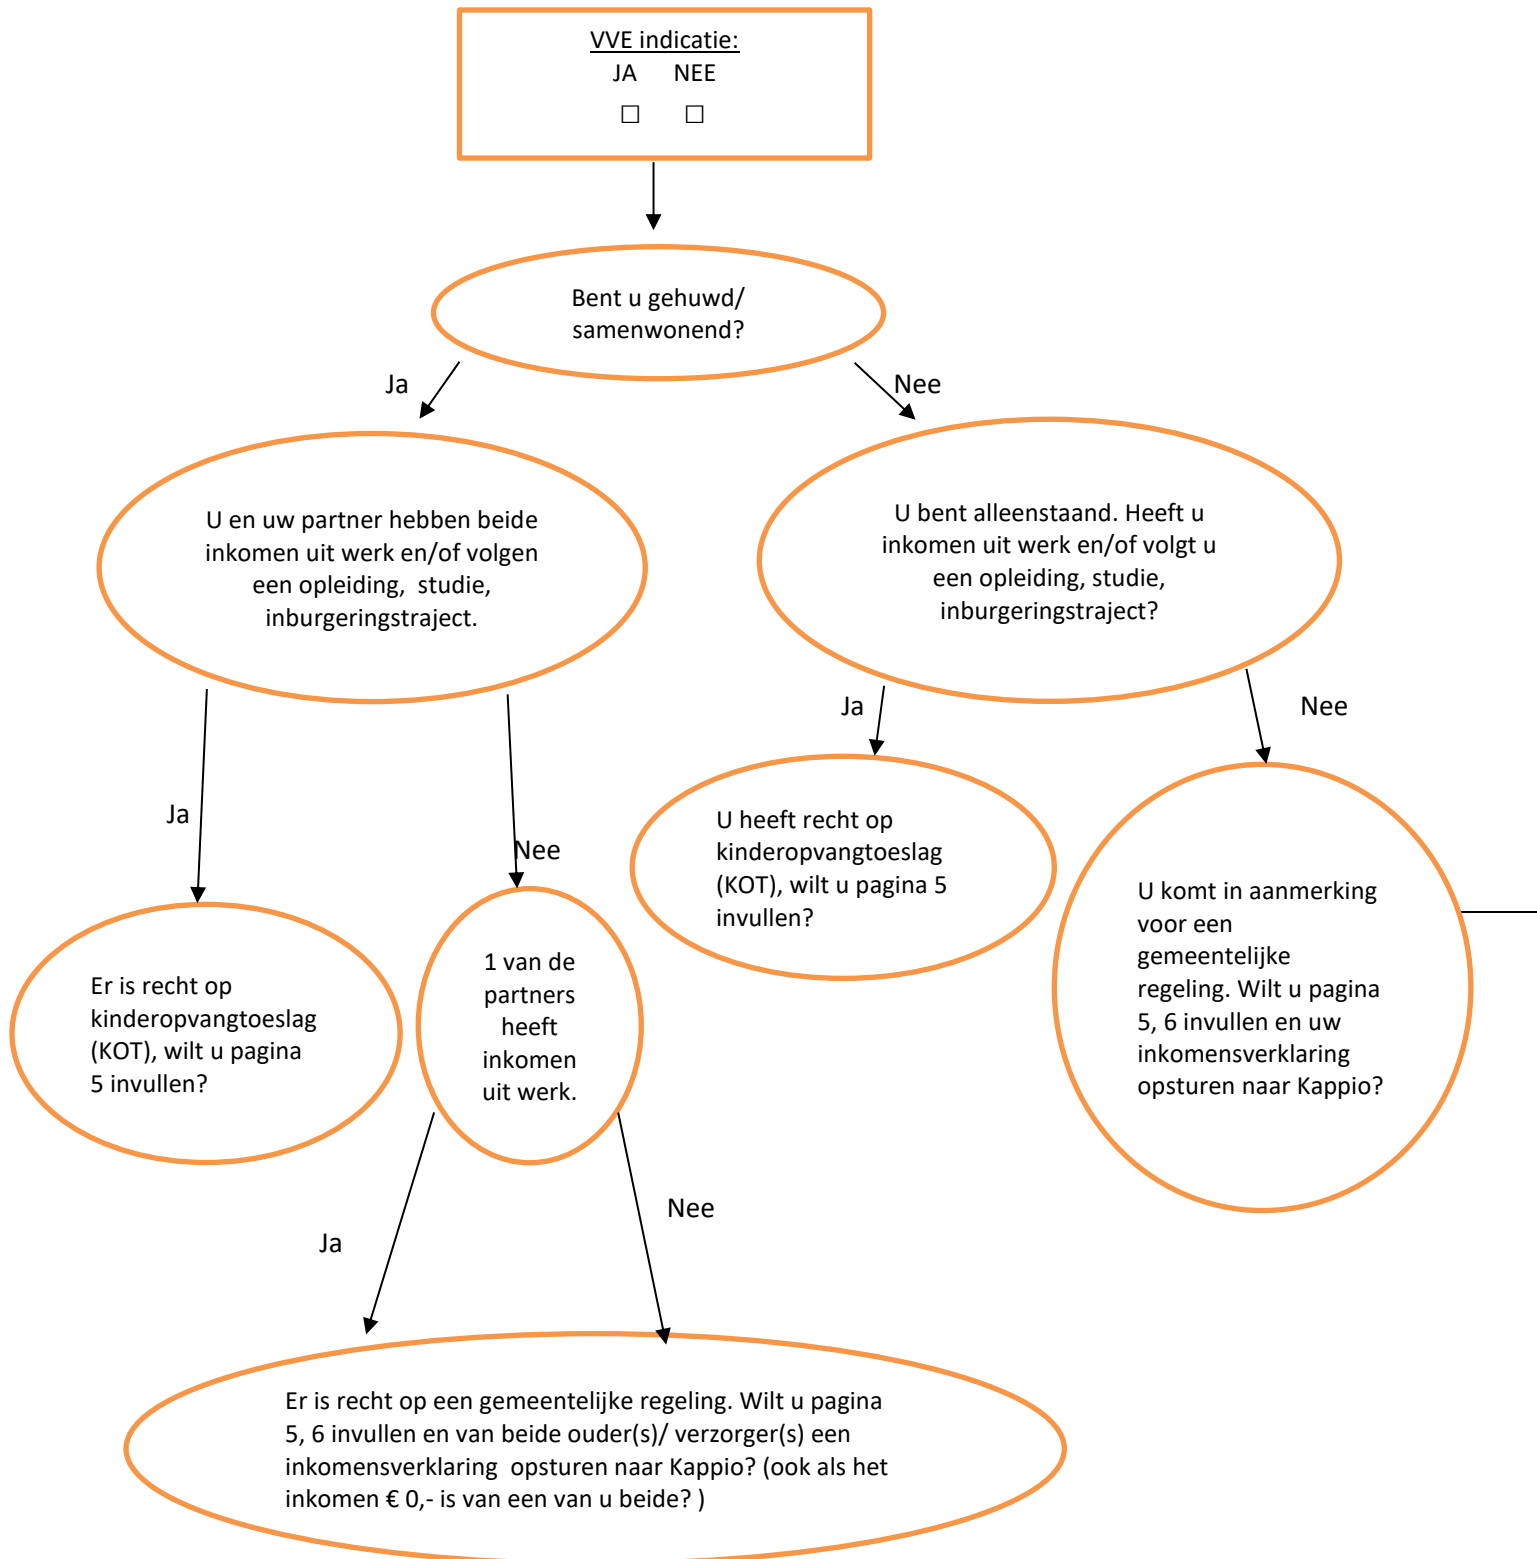 VVE indicatie:
JA NEE
☐ ☐
Bent u gehuwd/
samenwonend?
Ja
Nee
U en uw partner hebben beide
inkomen uit werk en/of volgen
een opleiding, studie,
inburgeringstraject.
U bent alleenstaand. Heeft u
inkomen uit werk en/of volgt u
een opleiding, studie,
inburgeringstraject?
Ja
Nee
Ja
Nee
U heeft recht op
kinderopvangtoeslag
(KOT), wilt u pagina 5
invullen?
U komt in aanmerking
voor een
gemeentelijke
regeling. Wilt u pagina
5, 6 invullen en uw
inkomensverklaring
opsturen naar Kappio?
Er is recht op
kinderopvangtoeslag
(KOT), wilt u pagina
5 invullen?
1 van de
partners
heeft
inkomen
uit werk.
Ja
Nee
Er is recht op een gemeentelijke regeling. Wilt u pagina
5, 6 invullen en van beide ouder(s)/ verzorger(s) een
inkomensverklaring opsturen naar Kappio? (ook als het
inkomen € 0,- is van een van u beide? )